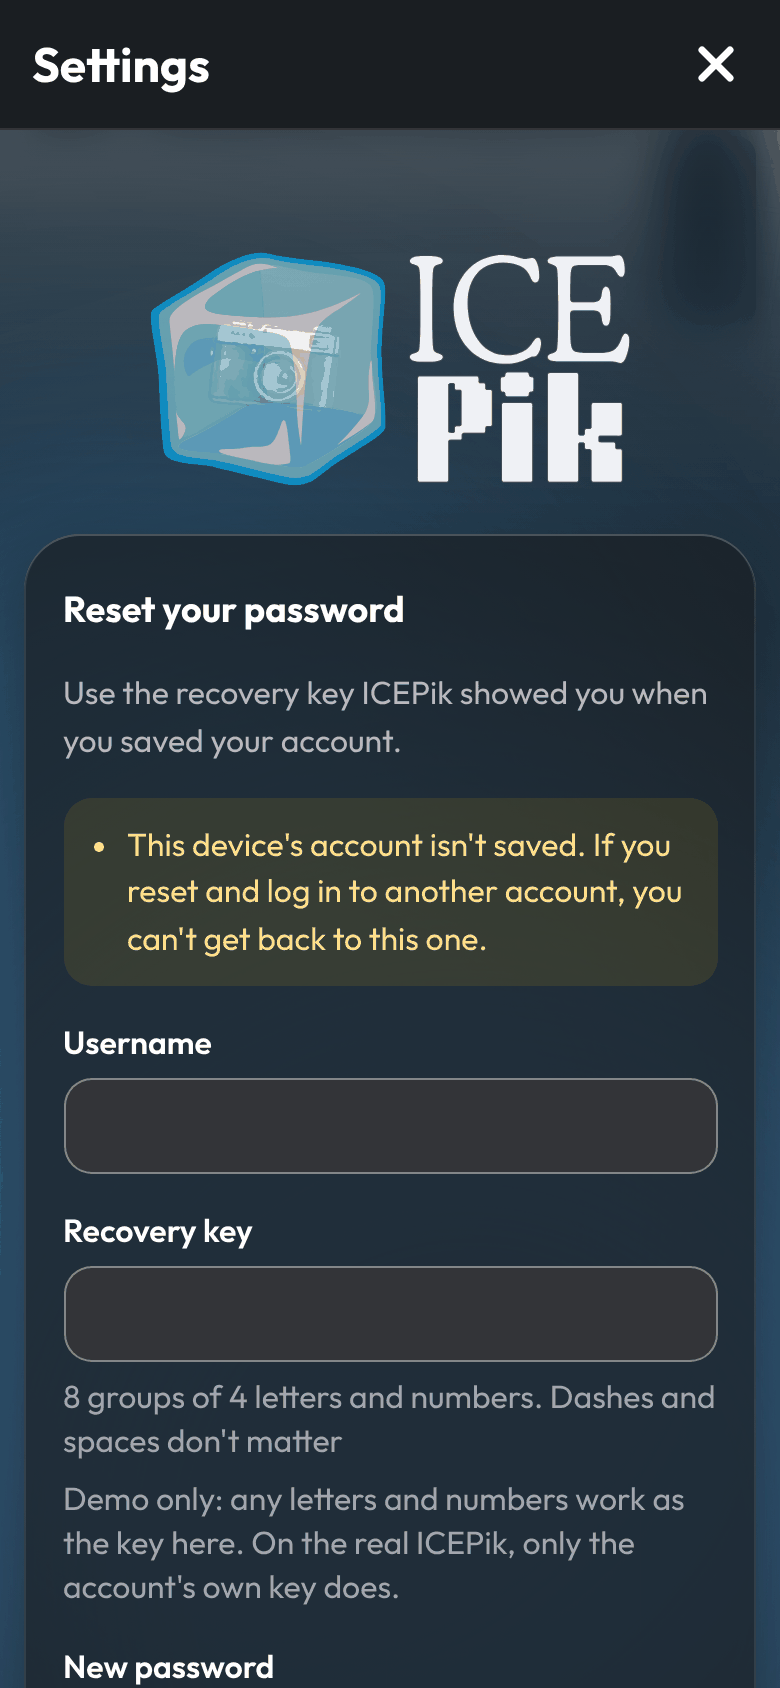 Settings
ICE
Pik
Reset your password
Use the recovery key ICEPik showed you when
you saved your account.
• This device's account isn't saved. If you
reset and log in to another account, you
can't get back to this one.
Username
Recovery key
8 groups of 4 letters and numbers. Dashes and
spaces don't matter
Demo only: any letters and numbers work as
the key here. On the real ICEPik, only the
account's own key does.
New password